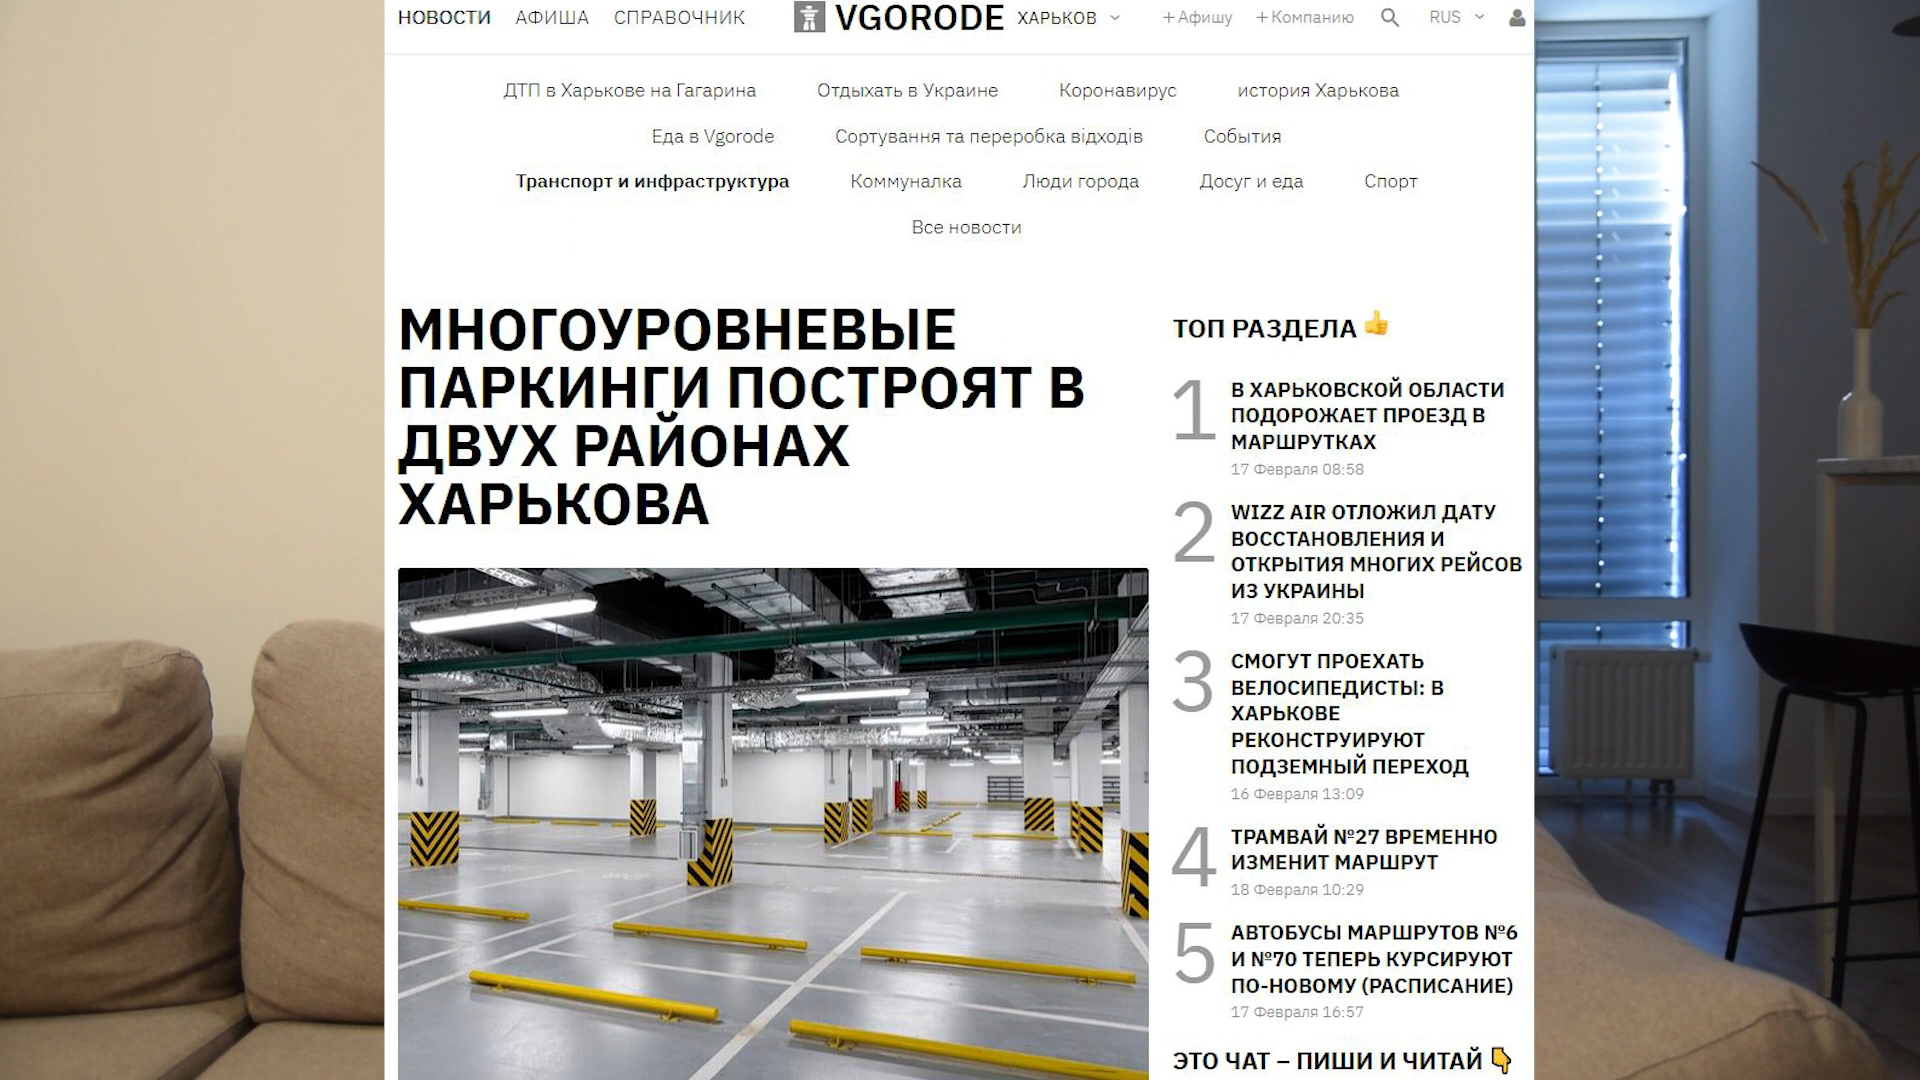 НОВОСТИ АФИША СПРАВОЧНИК VGORODE ХАРЬКОВ +Афишу +Компанию RUS
ДТП в Харькове на Гагарина Отдыхать в Украине Коронавирус история Харькова
Еда в Vgorode Сортування та переробка відходів События
Транспорт и инфраструктура Коммуналка Люди города Досуг и еда Спорт
Все новости
МНОГОУРОВНЕВЫЕ
ПАРКИНГИ ПОСТРОЯТ В
ДВУХ РАЙОНАХ
ХАРЬКОВА
ТОП РАЗДЕЛА 👍
1
В ХАРЬКОВСКОЙ ОБЛАСТИ
ПОДОРОЖАЕТ ПРОЕЗД В
МАРШРУТКАХ
17 Февраля 08:58
2
WIZZ AIR ОТЛОЖИЛ ДАТУ
ВОССТАНОВЛЕНИЯ И
ОТКРЫТИЯ МНОГИХ РЕЙСОВ
ИЗ УКРАИНЫ
17 Февраля 20:35
3
СМОГУТ ПРОЕХАТЬ
ВЕЛОСИПЕДИСТЫ: В
ХАРЬКОВЕ
РЕКОНСТРУИРУЮТ
ПОДЗЕМНЫЙ ПЕРЕХОД
16 Февраля 13:09
4
ТРАМВАЙ №27 ВРЕМЕННО
ИЗМЕНИТ МАРШРУТ
18 Февраля 10:29
5
АВТОБУСЫ МАРШРУТОВ №6
И №70 ТЕПЕРЬ КУРСИРУЮТ
ПО-НОВОМУ (РАСПИСАНИЕ)
17 Февраля 16:57
ЭТО ЧАТ – ПИШИ И ЧИТАЙ 👇